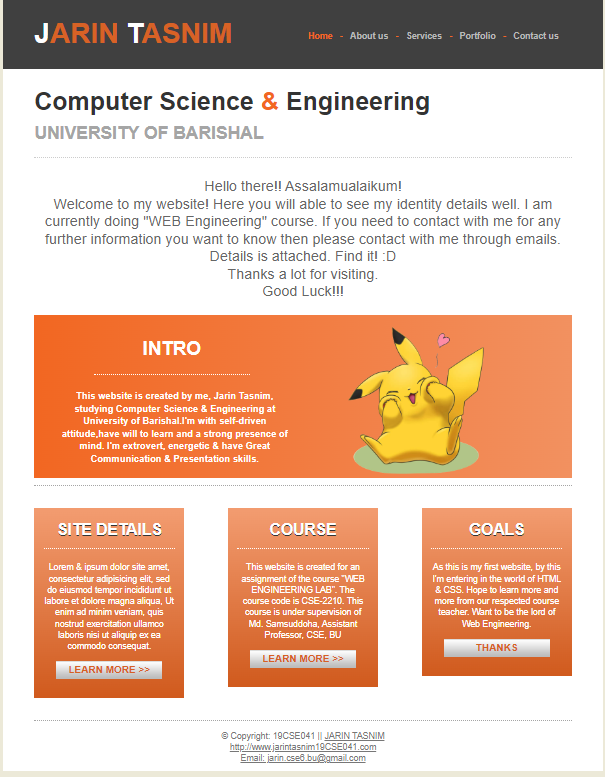 JARIN TASNIM
Home - About us - Services - Portfolio - Contact us
Computer Science & Engineering
UNIVERSITY OF BARISHAL
Hello there!! Assalamualaikum!
Welcome to my website! Here you will able to see my identity details well. I am
currently doing "WEB Engineering" course. If you need to contact with me for any
further information you want to know then please contact with me through emails.
Details is attached. Find it! :D
Thanks a lot for visiting.
Good Luck!!!
INTRO
This website is created by me, Jarin Tasnim,
studying Computer Science & Engineering at
University of Barishal.I'm with self-driven
attitude,have will to learn and a strong presence of
mind. I'm extrovert, energetic & have Great
Communication & Presentation skills.
SITE DETAILS
Lorem & ipsum dolor site amet,
consectetur adipisicing elit, sed
do eiusmod tempor incididunt ut
labore et dolore magna aliqua, Ut
enim ad minim veniam, quis
nostrud exercitation ullamco
laboris nisi ut aliquip ex ea
commodo consequat.
LEARN MORE >>
COURSE
This website is created for an
assignment of the course "WEB
ENGINEERING LAB". The
course code is CSE-2210. This
course is under supervision of
Md. Samsuddoha, Assistant
Professor, CSE, BU
LEARN MORE >>
GOALS
As this is my first website, by this
I'm entering in the world of HTML
& CSS. Hope to learn more and
more from our respected course
teacher. Want to be the lord of
Web Engineering.
THANKS
© Copyright: 19CSE041 || JARIN TASNIM
http://www.jarintasnim19CSE041.com
Email: jarin.cse6.bu@gmail.com